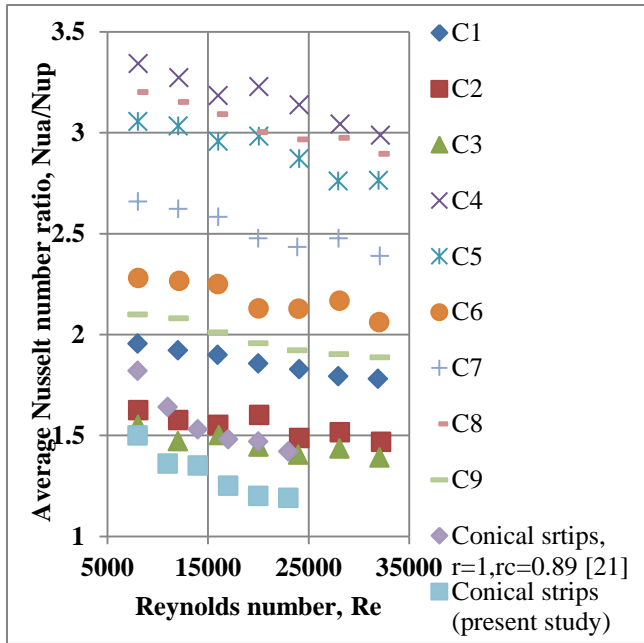 Average Nusselt number ratio, Nua/Nup
3.5
3
2.5
2
1.5
1
5000
15000
25000
35000
Reynolds number, Re
C1
C2
C3
C4
C5
C6
C7
C8
C9
Conical srtips,
r=1,rc=0.89 [21]
Conical strips
(present study)